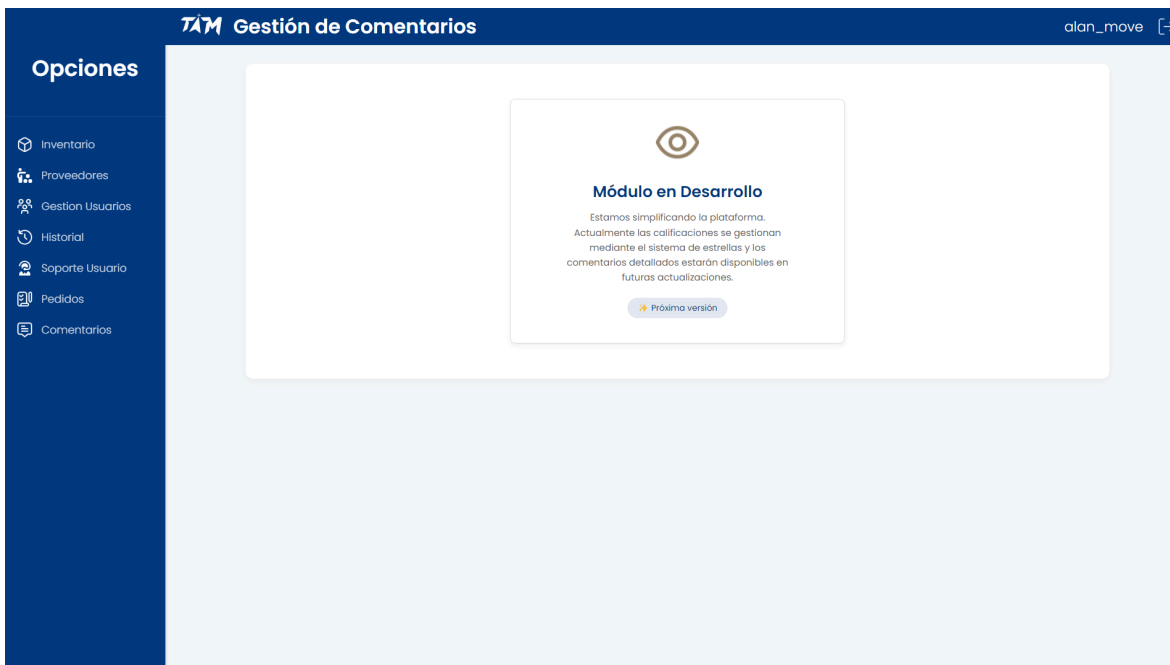 TAM Gestión de Comentarios
alan_move
Opciones
Inventario
Proveedores
Gestion Usuarios
Historial
Soporte Usuario
Pedidos
Comentarios
Módulo en Desarrollo
Estamos simplificando la plataforma.
Actualmente las calificaciones se gestionan
mediante el sistema de estrellas y los
comentarios detallados estarán disponibles en
futuras actualizaciones.
✨ Próxima versión